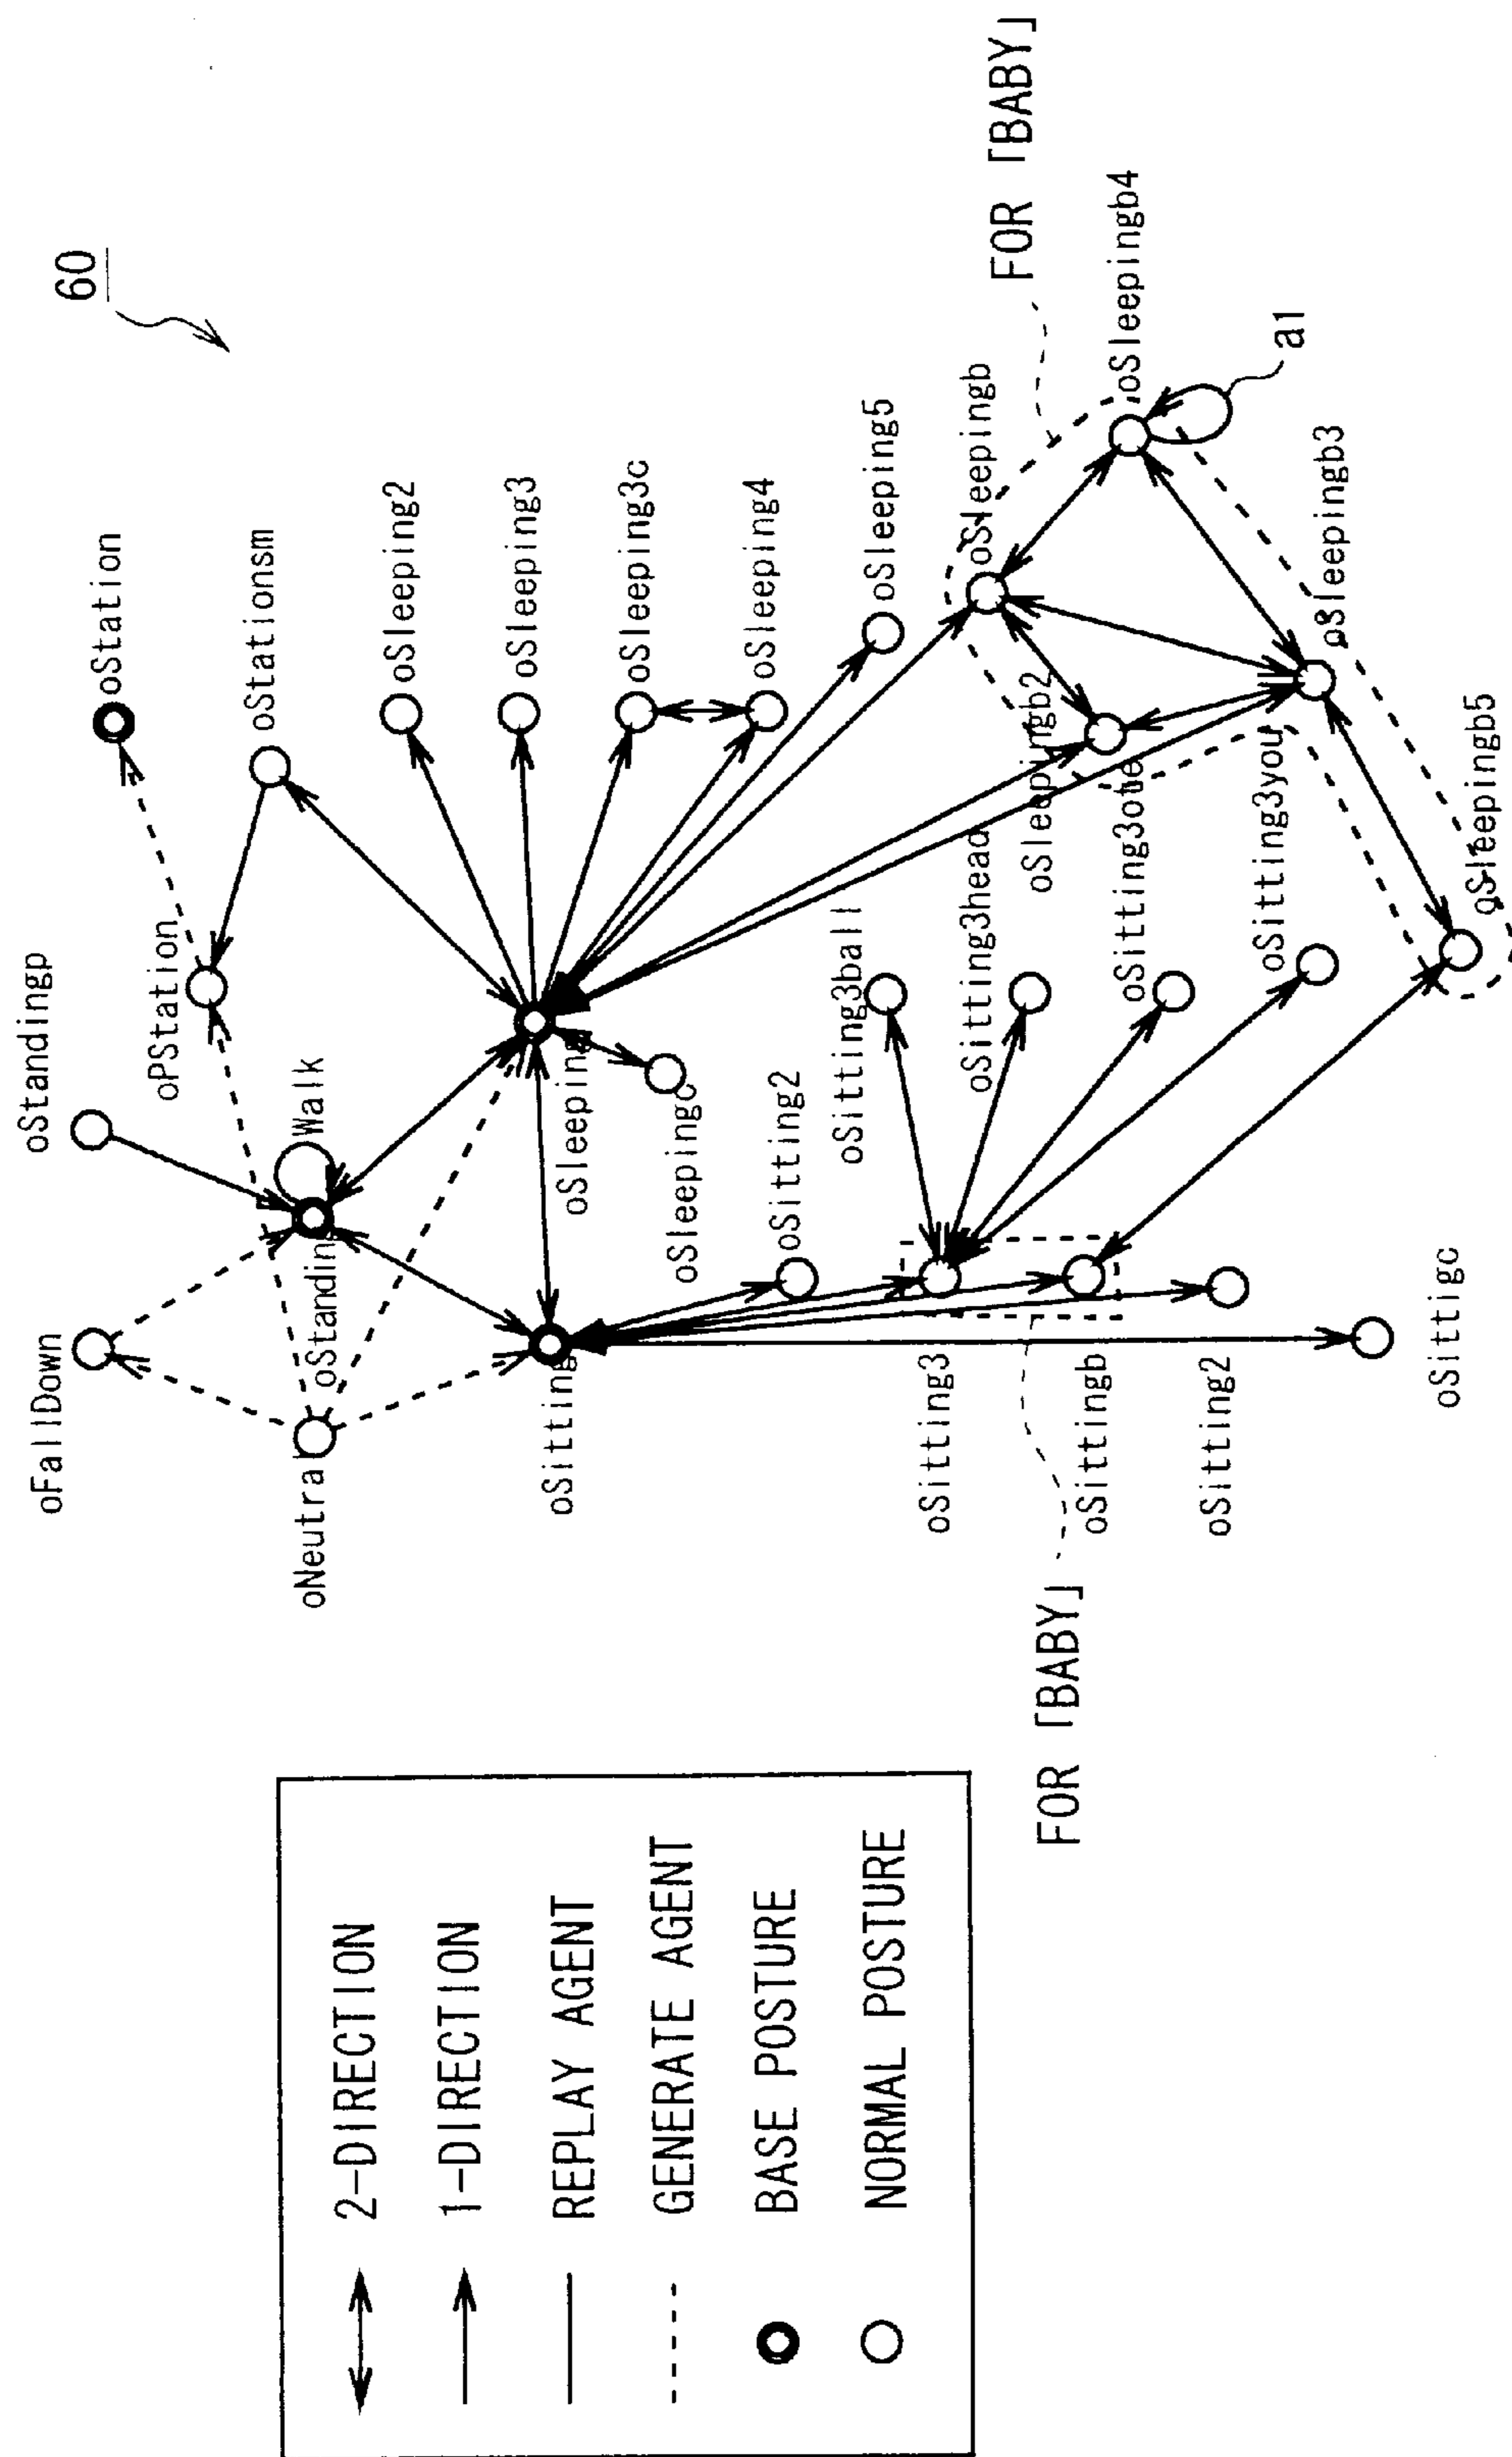 60
2-DIRECTION
1-DIRECTION
REPLAY AGENT
GENERATE AGENT
BASE POSTURE
NORMAL POSTURE
oFallDown
oStandingp
oPStation
oStation
oStationsm
oNeutral
oStanding
Walk
oSleeping2
oSleeping3
oSleeping3c
oSleeping4
oSleeping5
oSitting
oSleeping
oSleepingc
oSitting2
oSitting3ball
oSitting3head
oSitting3ote
oSitting3you
oSleepingb
oSleepingb2
oSleepingb3
oSleepingb4
oSleepingb5
a1
FOR「BABY」
oSitting3
oSittingb
oSitting2
oSittigc
FOR「BABY」